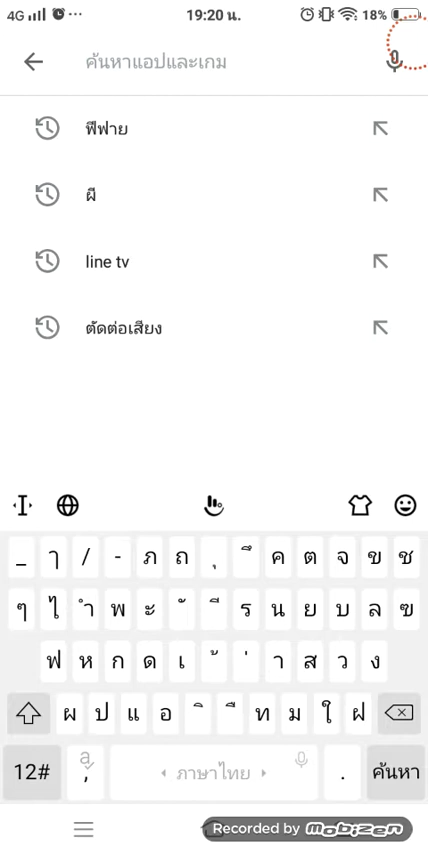 4G 19:20 น. 18%
ค้นหาแอปและเกม
ฟีฟาย
ผี
line tv
ตัดต่อเสียง
_ ๅ / - ภ ถ ุ ึ ค ต จ ข ช
ๆ ไ ำ พ ะ ั ี ร น ย บ ล ฃ
ฟ ห ก ด เ ้ ่ า ส ว ง
ผ ป แ อ ิ ื ท ม ใ ฝ
12# , ภาษาไทย . ค้นหา
Recorded by mobizen